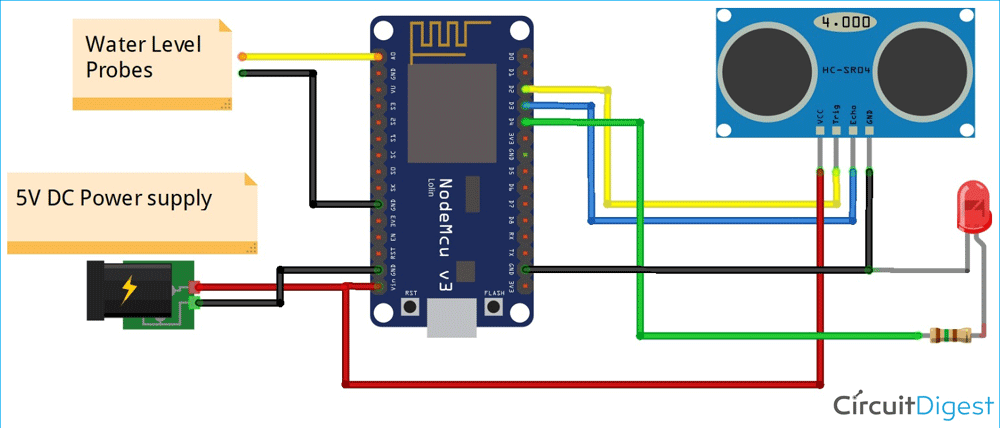 Water Level
Probes
5V DC Power supply
A0
GND
VU
S3
S2
S1
SC
SO
SK
GND
3V3
EN
RST
GND
Vin
D0
D1
D2
D3
D4
3V3
GND
D5
D6
D7
D8
RX
TX
GND
3V3
NodeMcu v3
Lolin
RST
FLASH
4.000
HC-SR04
VCC
Trig
Echo
GND
CircuitDigest